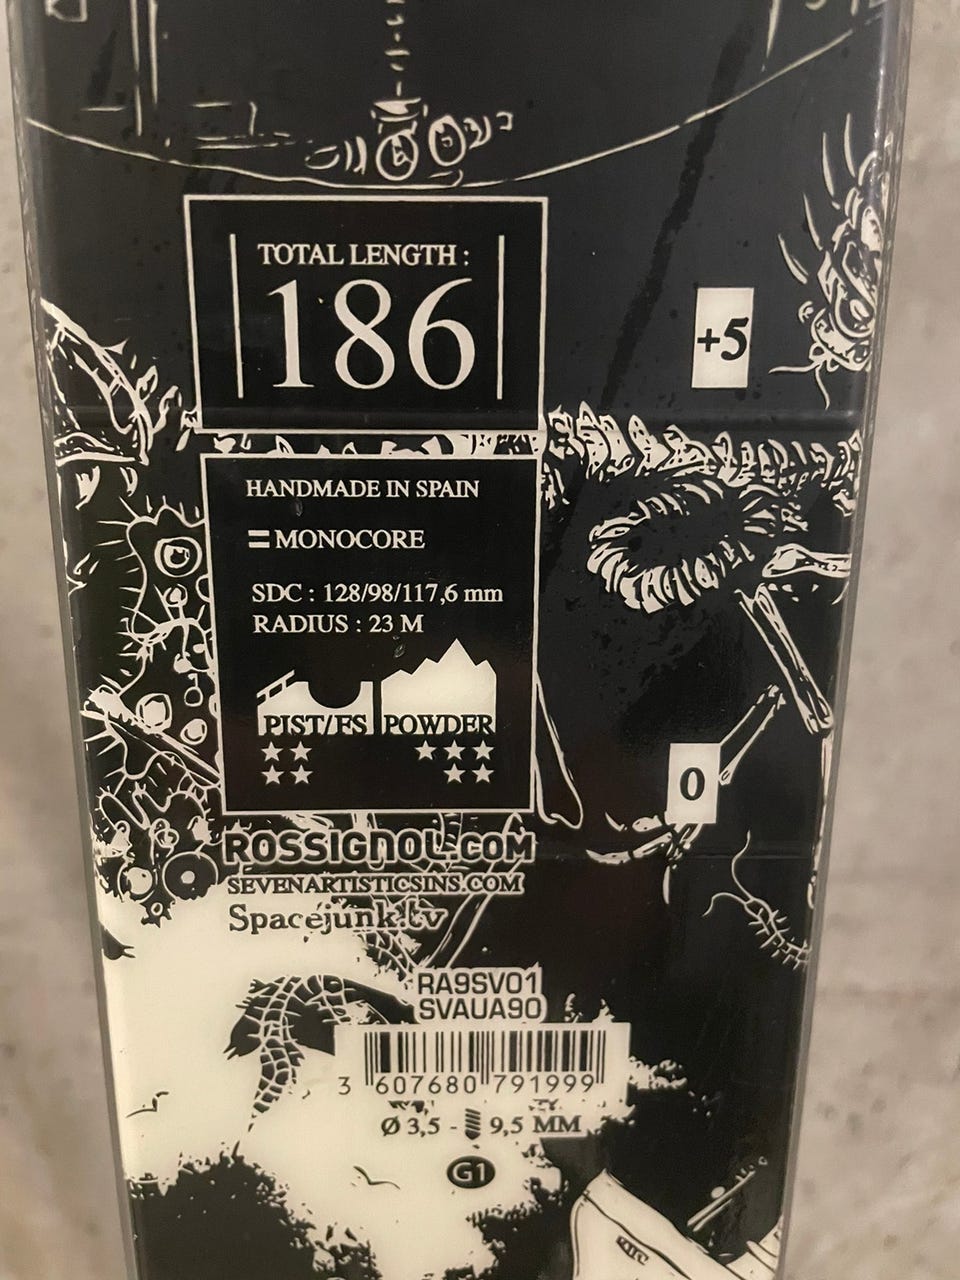 TOTAL LENGTH :
186
+5
HANDMADE IN SPAIN
MONOCORE
SDC : 128/98/117,6 mm
RADIUS : 23 M
PIST/FS POWDER
0
ROSSIGNOL.COM
SEVENARTISTICSINS.COM
Spacejunk.tv
RA9SV01
SVAUA90
3 607680 791999
Ø 3,5 - 9,5 MM
G1